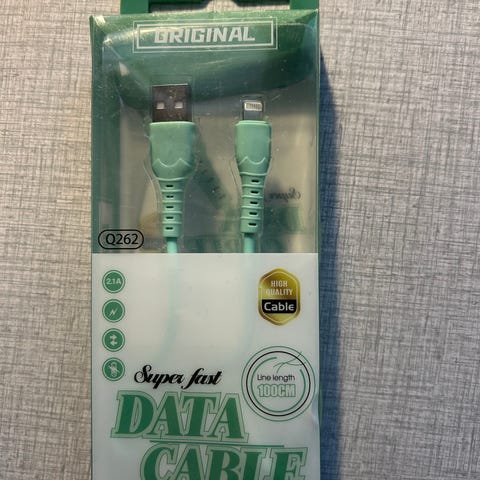 ORIGINAL
Q262
2.1A
HIGH
QUALITY
Cable
Super fast
Line length
100CM
DATA
CABLE